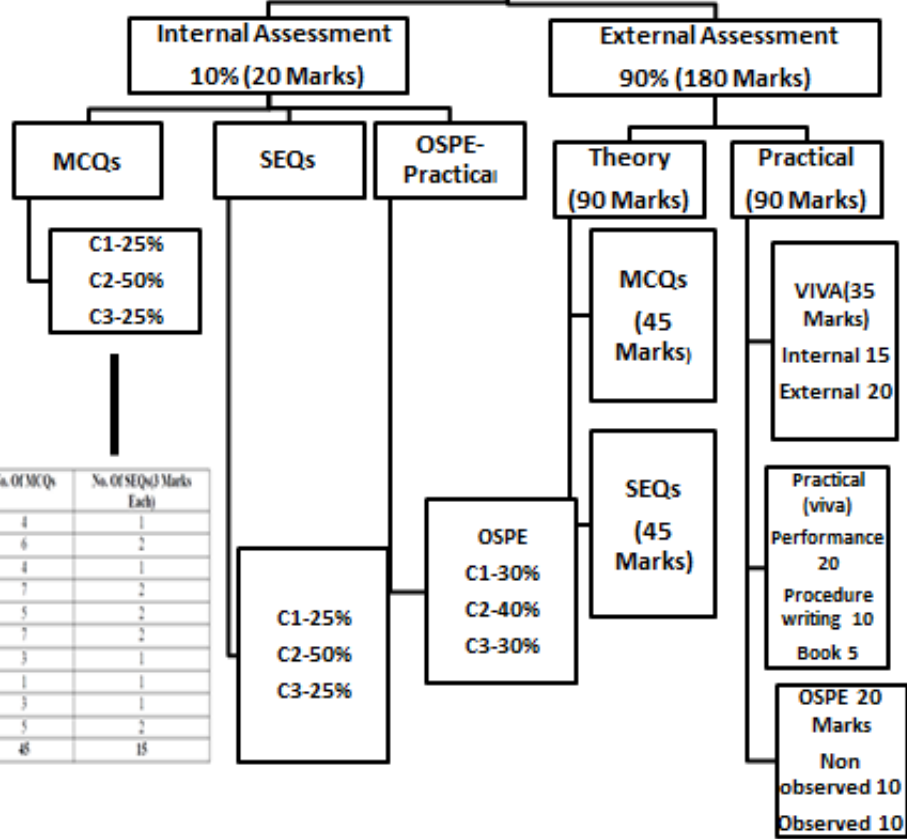 Internal Assessment
10% (20 Marks)
External Assessment
90% (180 Marks)
MCQs
SEQs
OSPE-
Practical
Theory
(90 Marks)
Practical
(90 Marks)
C1-25%
C2-50%
C3-25%
MCQs
(45
Marks)
VIVA(35
Marks)
Internal 15
External 20
No. Of MCQs No. Of SEQs(3 Marks
Each)
4 1
6 2
4 1
7 2
5 2
7 2
3 1
1 1
3 1
5 2
45 15
C1-25%
C2-50%
C3-25%
OSPE
C1-30%
C2-40%
C3-30%
SEQs
(45
Marks)
Practical
(viva)
Performance
20
Procedure
writing 10
Book 5
OSPE 20
Marks
Non
observed 10
Observed 10